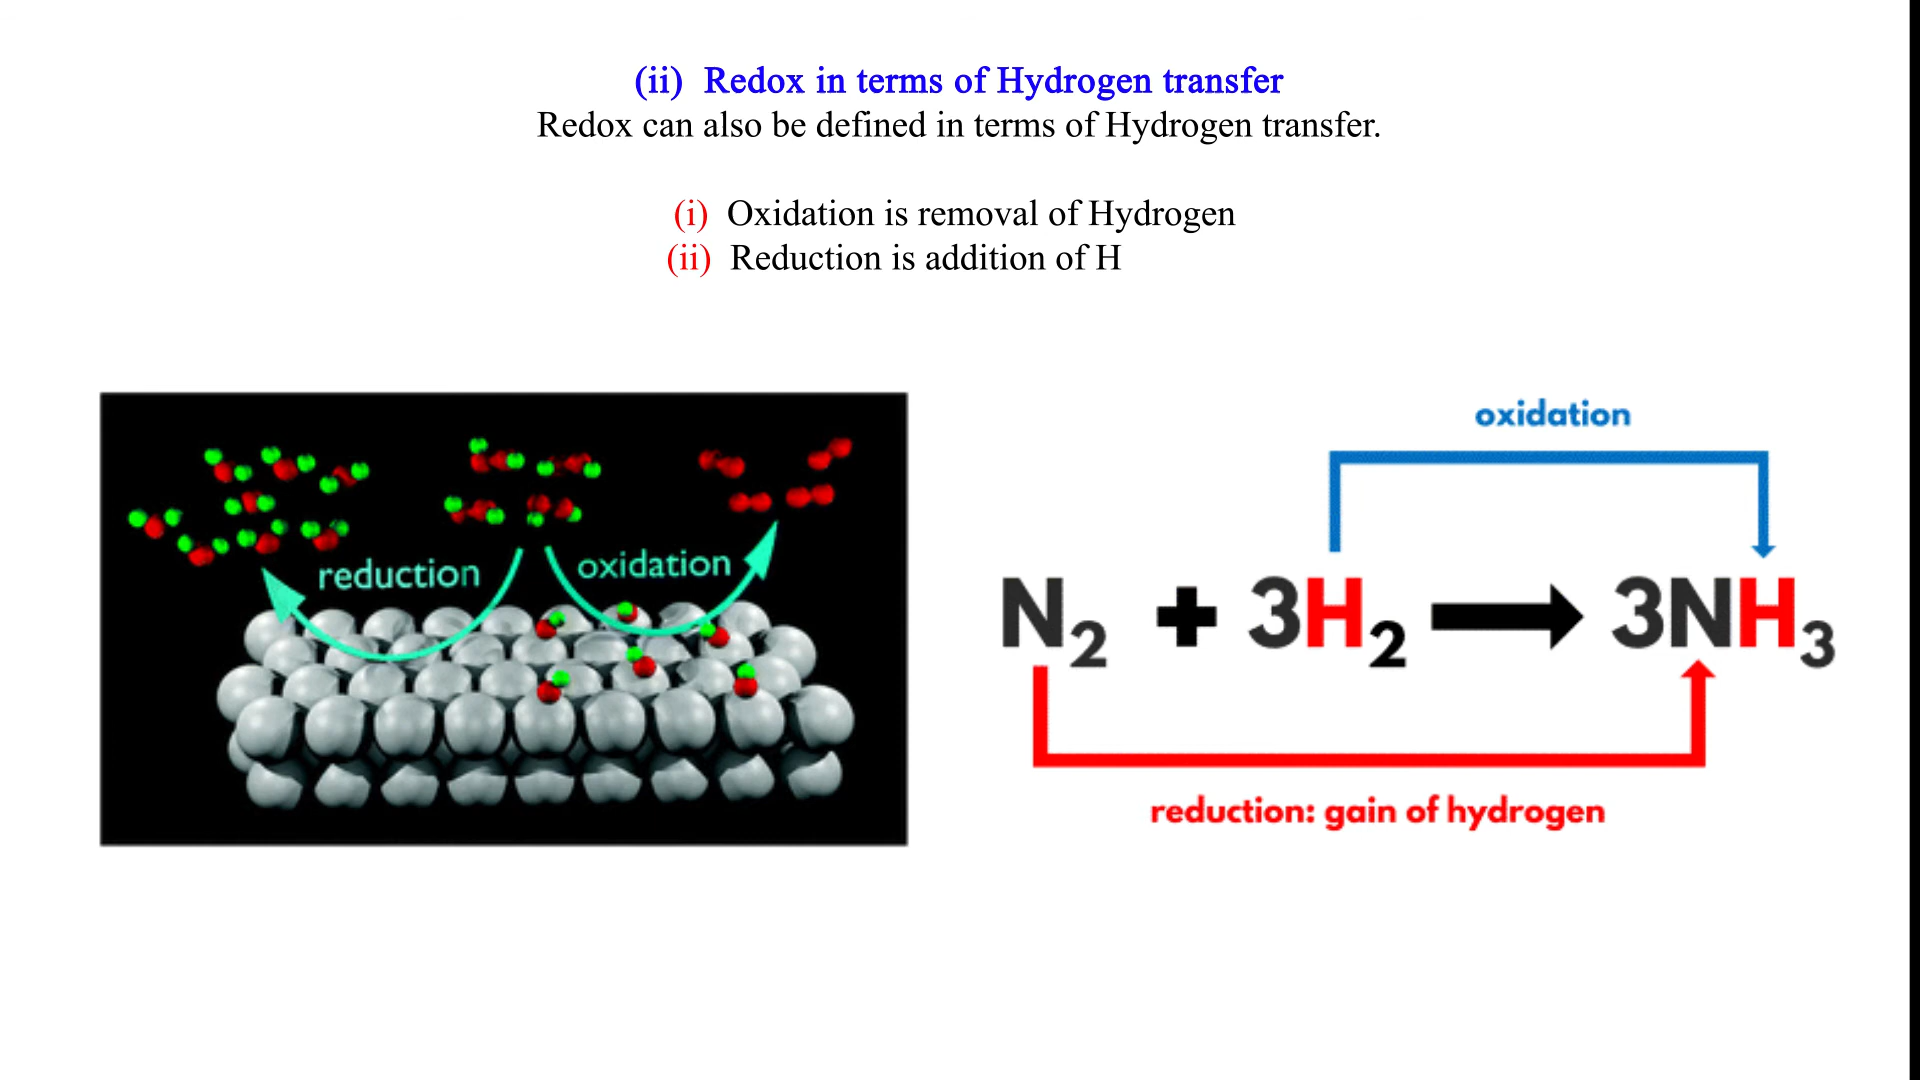 (ii) Redox in terms of Hydrogen transfer
Redox can also be defined in terms of Hydrogen transfer.
(i) Oxidation is removal of Hydrogen
(ii) Reduction is addition of H
reduction
oxidation
oxidation
N2 + 3H2 → 3NH3
reduction: gain of hydrogen